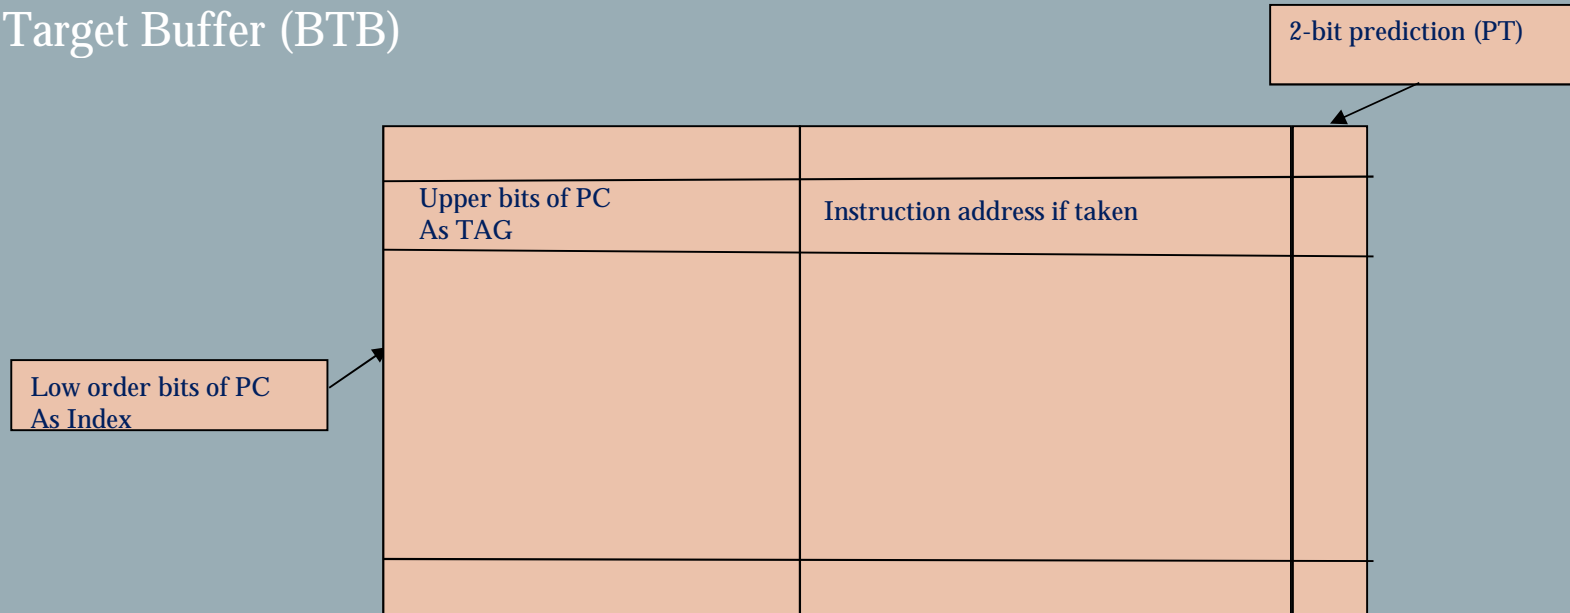 Target Buffer (BTB)
2-bit prediction (PT)
Upper bits of PC
As TAG
Instruction address if taken
Low order bits of PC
As Index